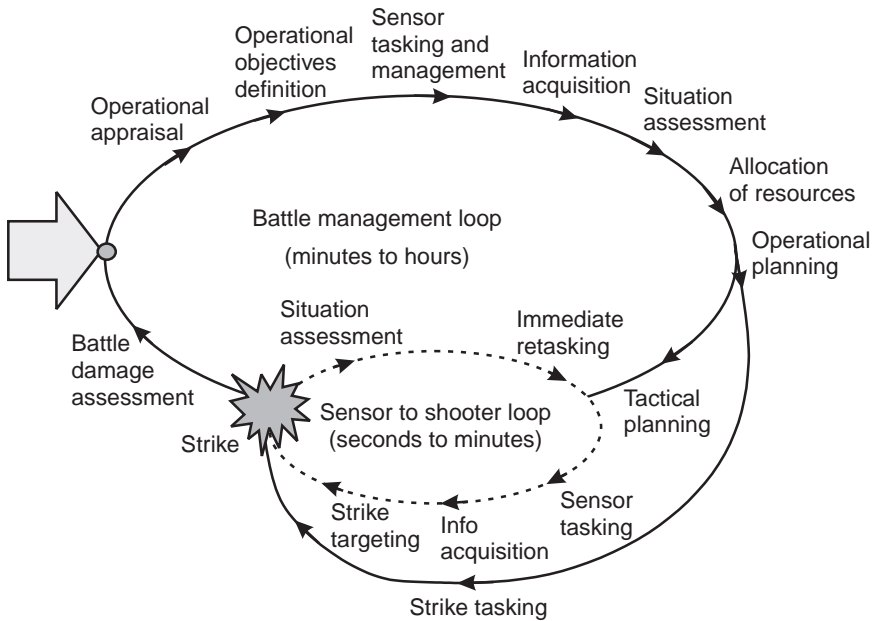 Sensor
tasking and
management
Operational
objectives
definition
Information
acquisition
Situation
assessment
Operational
appraisal
Allocation
of resources
Operational
planning
Battle management loop
(minutes to hours)
Situation
assessment
Immediate
retasking
Battle
damage
assessment
Sensor to shooter loop
(seconds to minutes)
Tactical
planning
Strike
Strike
targeting
Info
acquisition
Sensor
tasking
Strike tasking